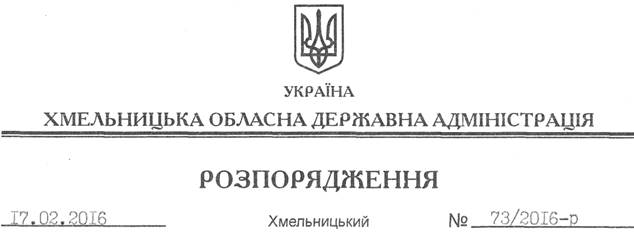 УКРАЇНА
ХМЕЛЬНИЦЬКА ОБЛАСНА ДЕРЖАВНА АДМІНІСТРАЦІЯ
РОЗПОРЯДЖЕННЯ
17.02.2016 Хмельницький № 73/2016-р